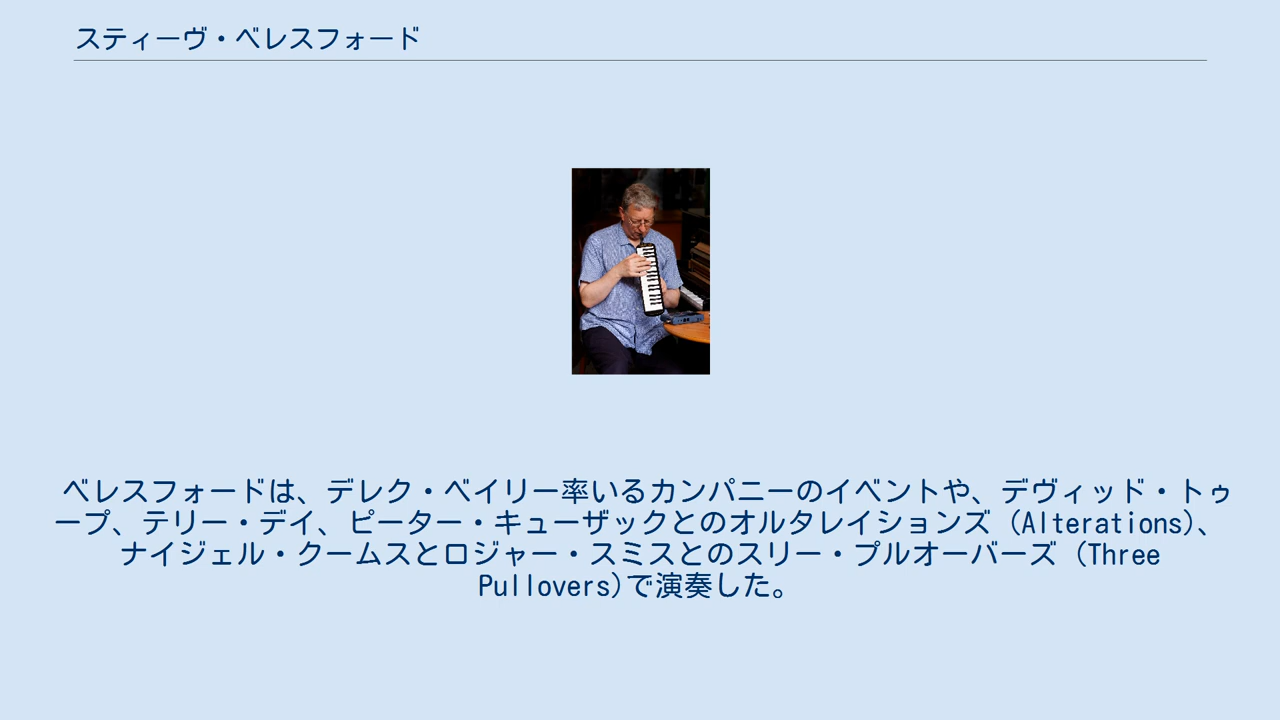 スティーヴ・ベレスフォード
ベレスフォードは、デレク・ベイリー率いるカンパニーのイベントや、デヴィッド・トゥ
ープ、テリー・デイ、ピーター・キューザックとのオルタレイションズ (Alterations)、
ナイジェル・クームスとロジャー・スミスとのスリー・プルオーバーズ (Three
Pullovers)で演奏した。